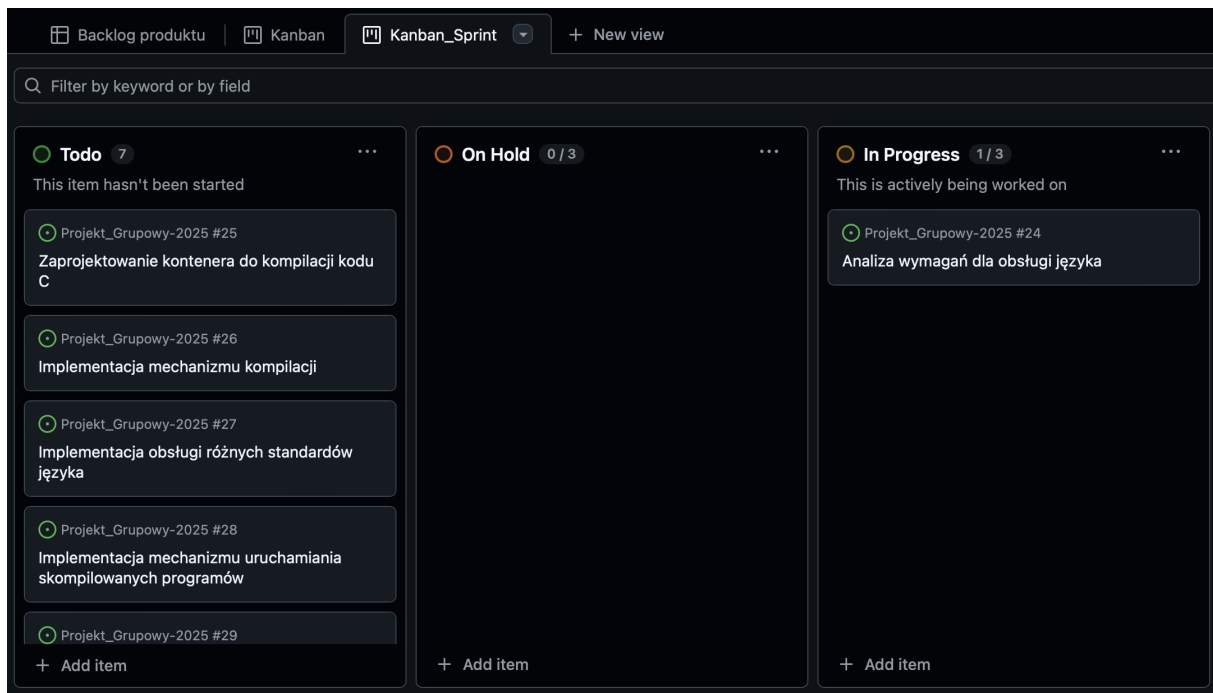 Backlog produktu
Kanban
Kanban_Sprint
+ New view
Filter by keyword or by field
Todo 7
This item hasn't been started
Projekt_Grupowy-2025 #25
Zaprojektowanie kontenera do kompilacji kodu
C
Projekt_Grupowy-2025 #26
Implementacja mechanizmu kompilacji
Projekt_Grupowy-2025 #27
Implementacja obsługi różnych standardów
języka
Projekt_Grupowy-2025 #28
Implementacja mechanizmu uruchamiania
skompilowanych programów
Projekt_Grupowy-2025 #29
+ Add item
On Hold 0 / 3
+ Add item
In Progress 1 / 3
This is actively being worked on
Projekt_Grupowy-2025 #24
Analiza wymagań dla obsługi języka
+ Add item